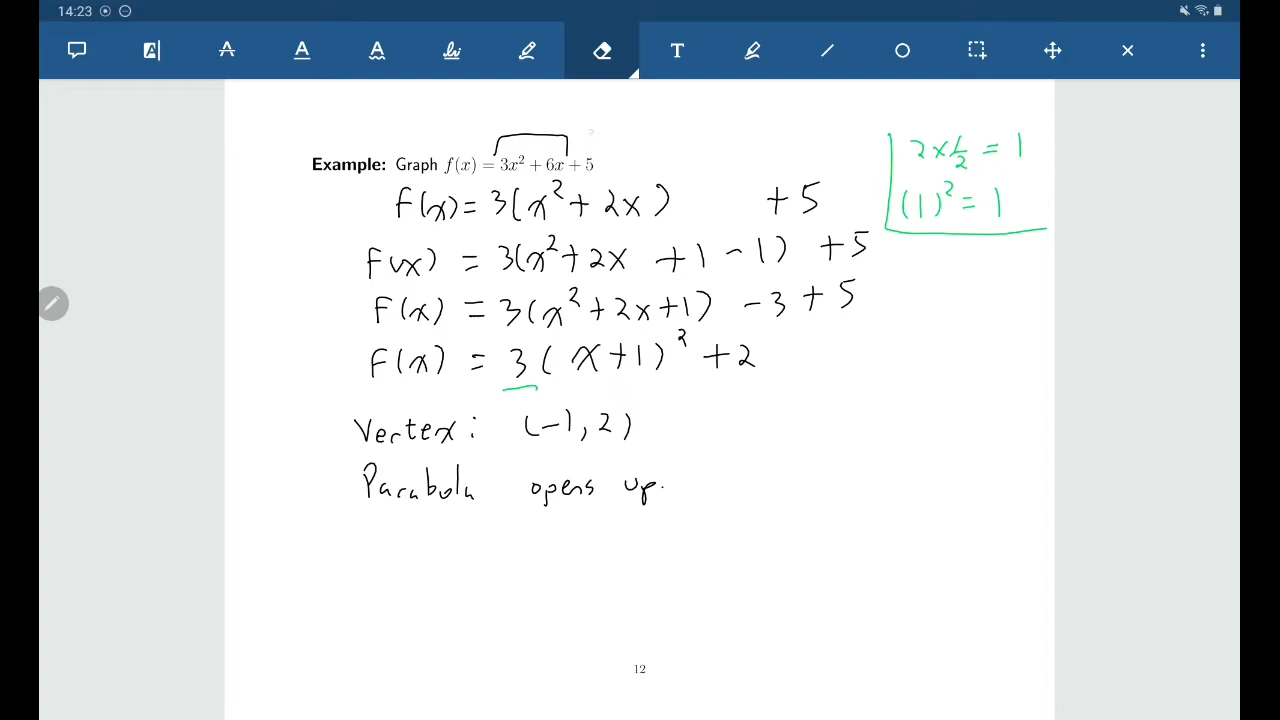 14:23
T
Example: Graph f(x) = 3x² + 6x + 5
F(x) = 3(x² + 2x) + 5
F(x) = 3(x² + 2x + 1 - 1) + 5
F(x) = 3(x² + 2x + 1) - 3 + 5
F(x) = 3(x + 1)² + 2
Vertex: (-1, 2)
Parabola opens up.
2 × 1/2 = 1
(1)² = 1
12